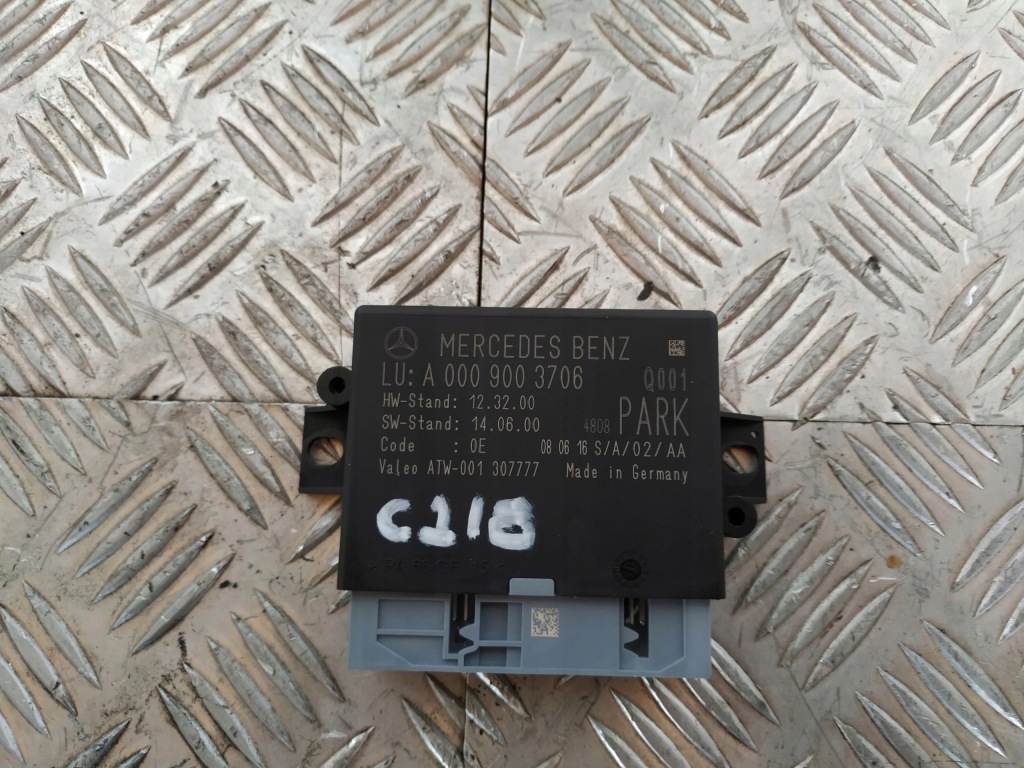 MERCEDES BENZ
LU: A 000 900 3706 Q001
HW-Stand: 12.32.00
SW-Stand: 14.06.00 4808 PARK
Code : 0E 08 06 16 S/A/02/AA
Valeo ATW-001 307777 Made in Germany
C218